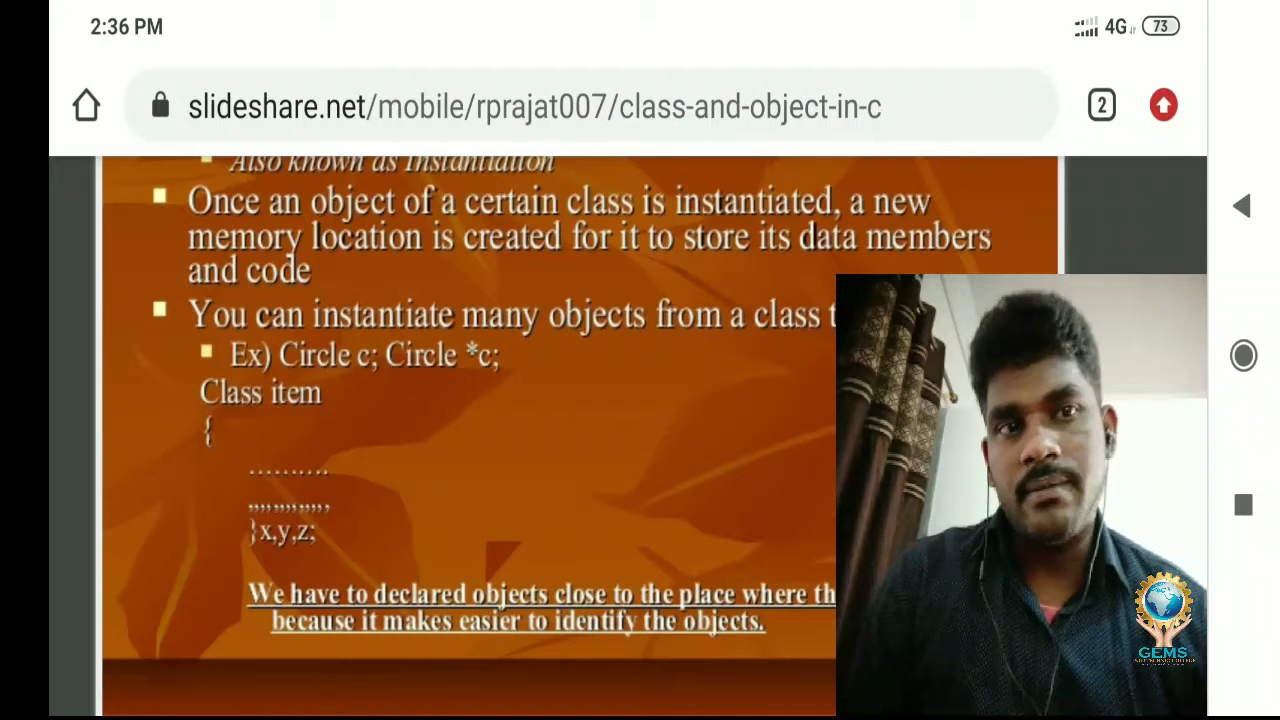 2:36 PM
4G 73
slideshare.net/mobile/rprajat007/class-and-object-in-c
2
Also known as Instantiation
Once an object of a certain class is instantiated, a new
memory location is created for it to store its data members
and code
You can instantiate many objects from a class t
Ex) Circle c; Circle *c;
Class item
{
……….
,,,,,,,,,,,,,
}x,y,z;
We have to declared objects close to the place where th
because it makes easier to identify the objects.
GEMS